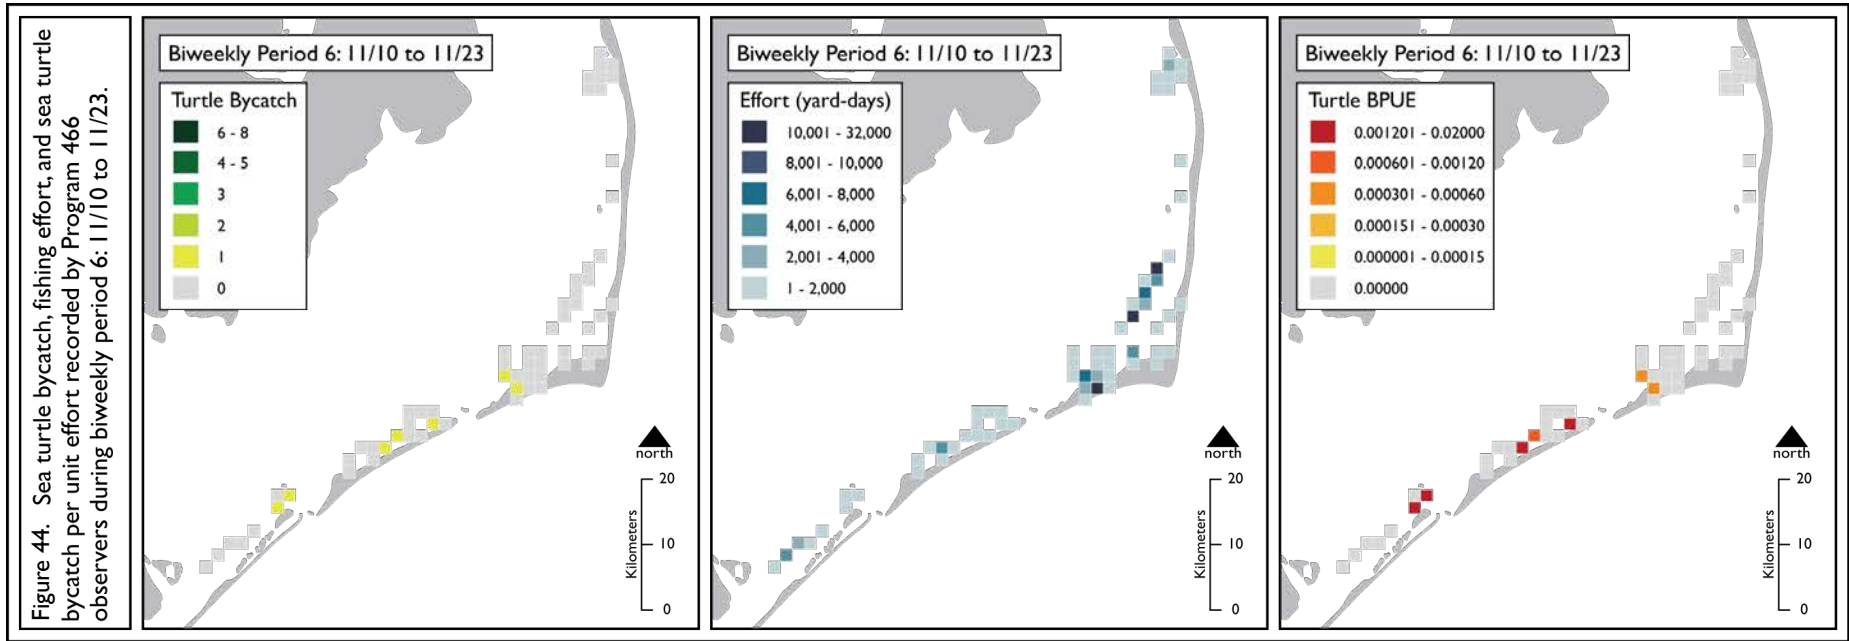 Figure 44. Sea turtle bycatch, fishing effort, and sea turtle
bycatch per unit effort recorded by Program 466
observers during biweekly period 6: 11/10 to 11/23.
Biweekly Period 6: 11/10 to 11/23
Turtle Bycatch
6 - 8
4 - 5
3
2
1
0
north
20
10
0
Kilometers
Biweekly Period 6: 11/10 to 11/23
Effort (yard-days)
10,001 - 32,000
8,001 - 10,000
6,001 - 8,000
4,001 - 6,000
2,001 - 4,000
1 - 2,000
north
20
10
0
Kilometers
Biweekly Period 6: 11/10 to 11/23
Turtle BPUE
0.001201 - 0.02000
0.000601 - 0.00120
0.000301 - 0.00060
0.000151 - 0.00030
0.000001 - 0.00015
0.00000
north
20
10
0
Kilometers